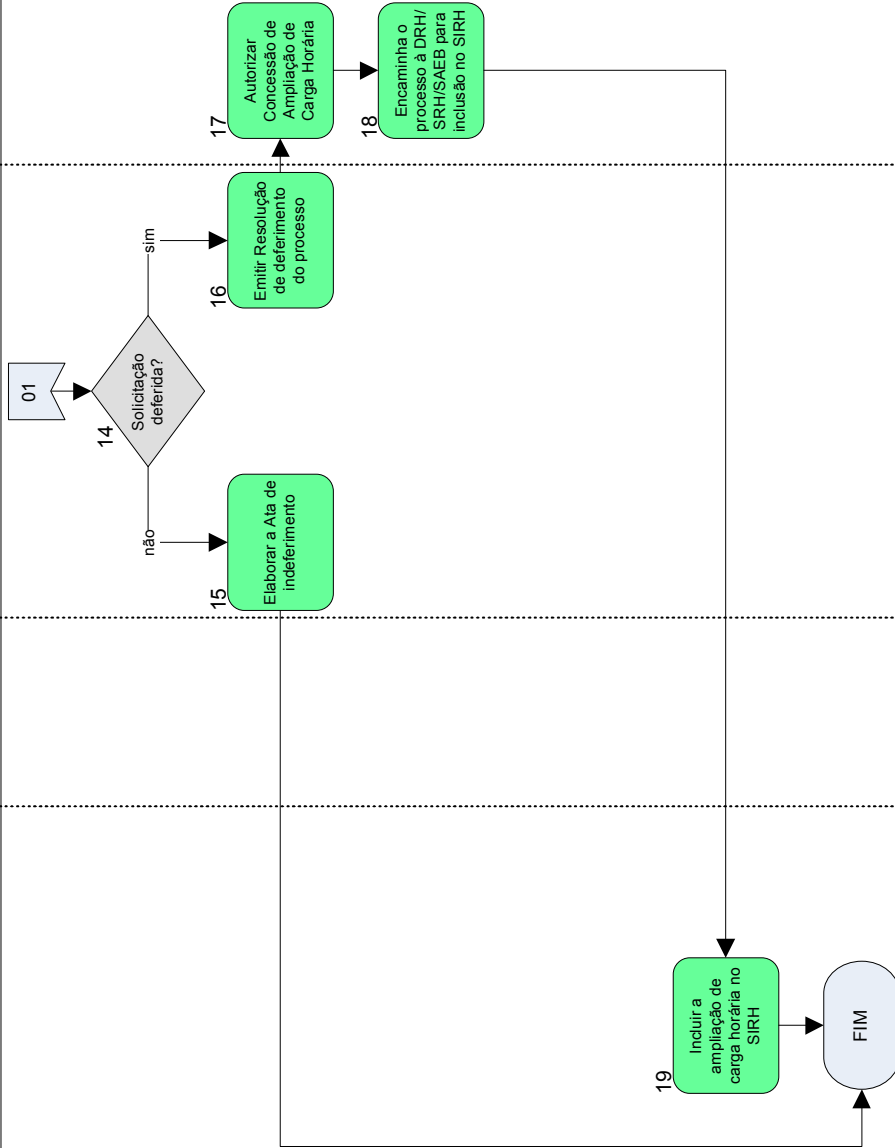 01
14
Solicitação
deferida?
não
sim
15
Elaborar a Ata de
indeferimento
16
Emitir Resolução
de deferimento
do processo
17
Autorizar
Concessão de
Ampliação de
Carga Horária
18
Encaminha o
processo à DRH/
SRH/SAEB para
inclusão no SIRH
19
Incluir a
ampliação de
carga horária no
SIRH
FIM